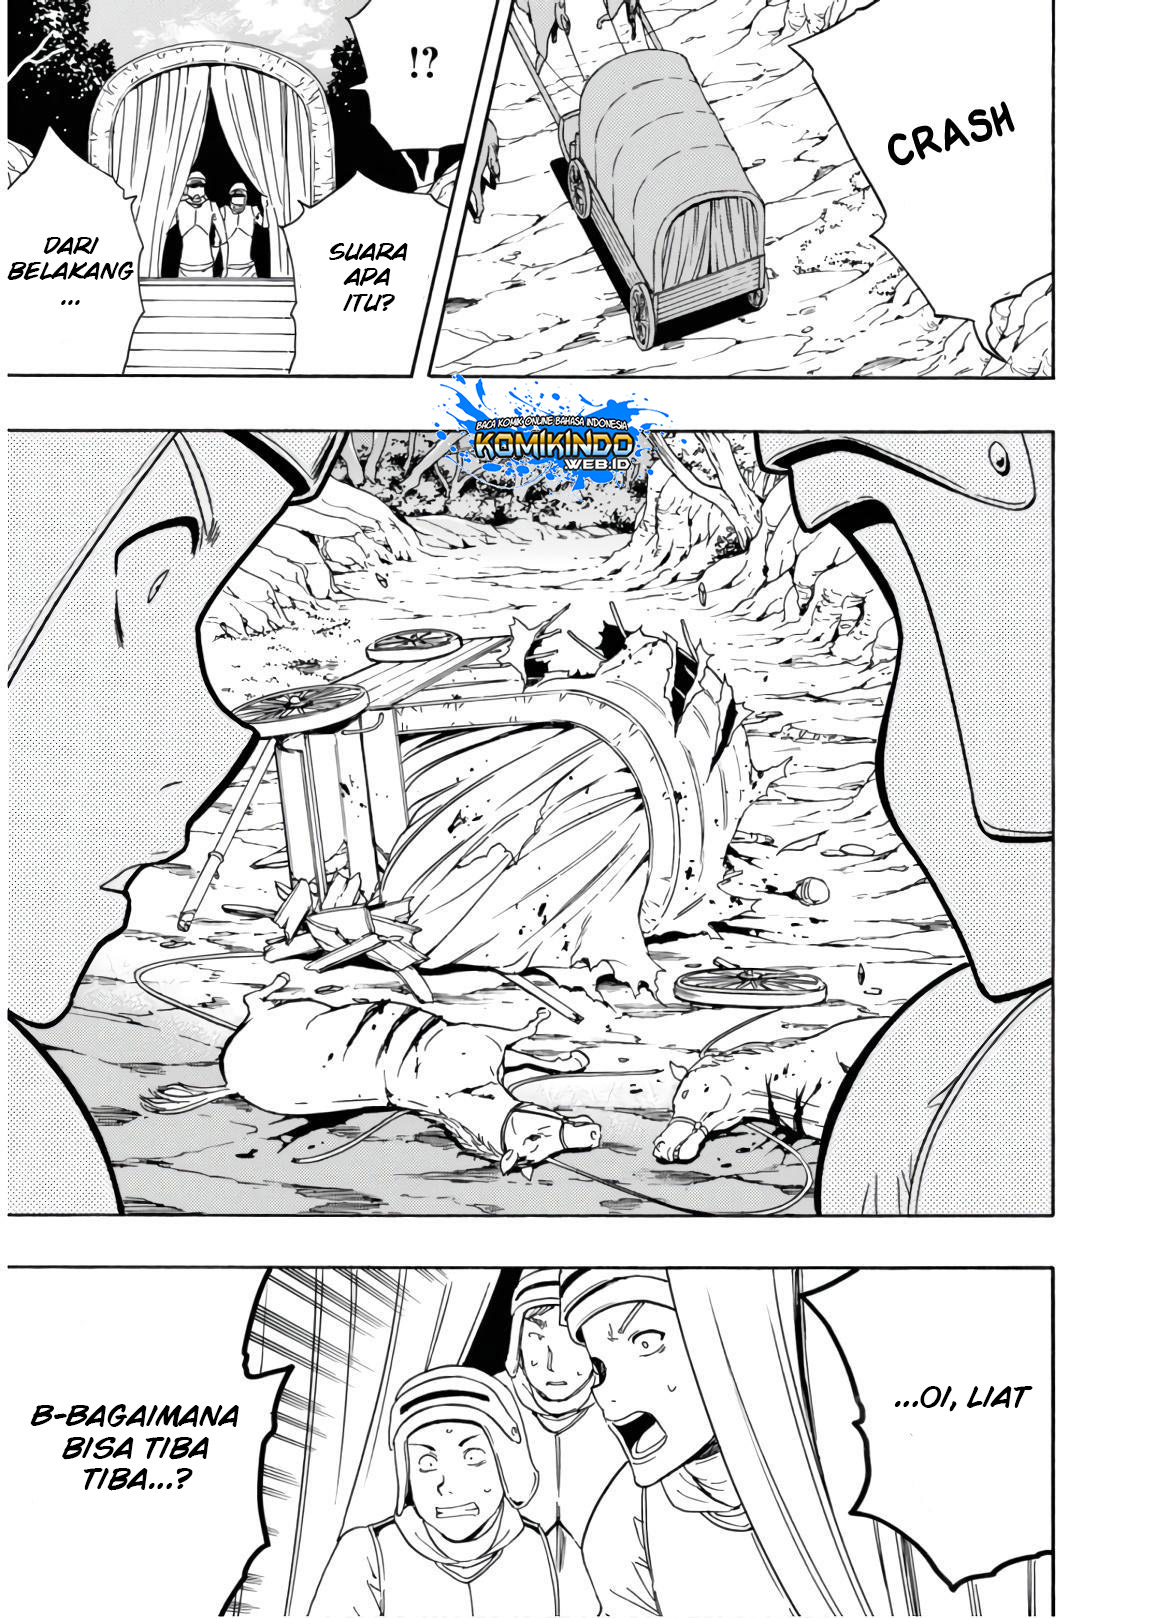 CRASH
!?
SUARA
APA
ITU?
DARI
BELAKANG
...
BACA KOMIK ONLINE BAHASA INDONESIA
KOMIKINDO
WEB.ID
...OI, LIAT
B-BAGAIMANA
BISA TIBA
TIBA...?